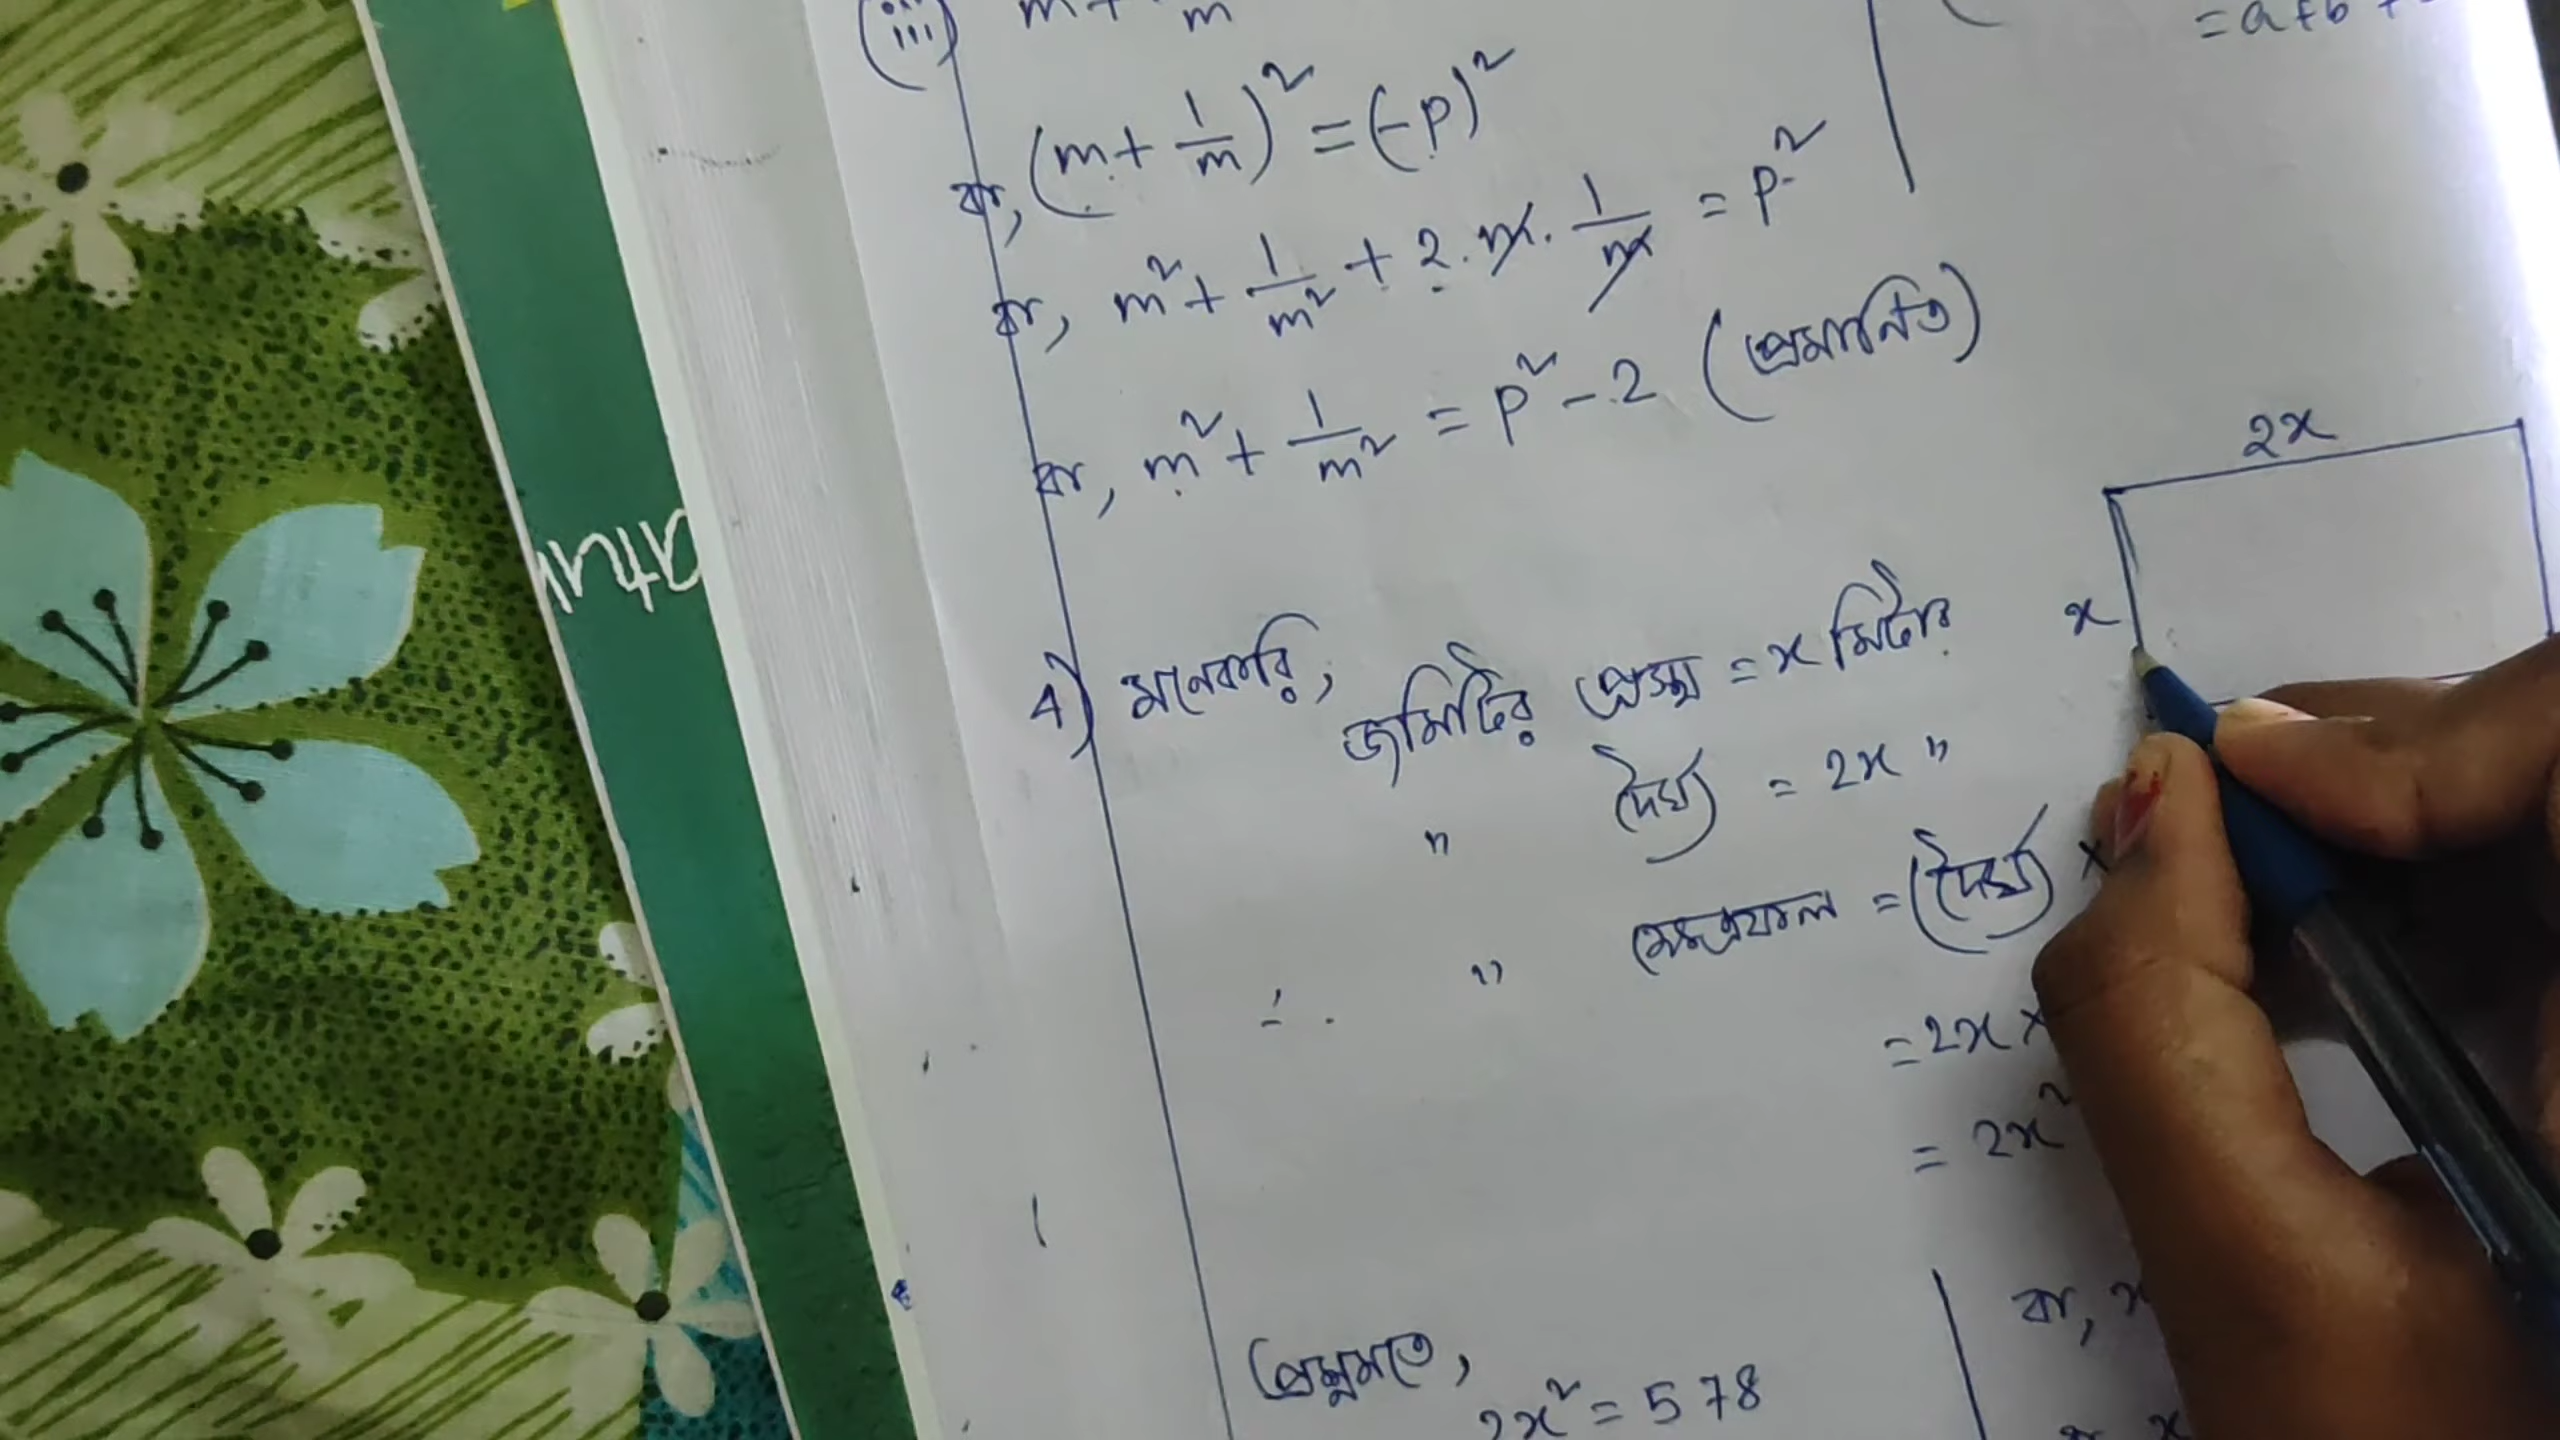 (iii) m +
m
= a + b +
(m + 1/m)² = (-p)²
বা, m² + 1/m² + 2 . m . 1/m = p²
বা,
বা, m² + 1/m² = p² - 2 (প্রমানিত)
2x
x
4) মনেকরি,
জমিটির প্রস্থ = x মিটার
" দৈর্ঘ্য = 2x "
∴ " ক্ষেত্রফল = (দৈর্ঘ্য ×
= 2x ×
= 2x²
বা, x
প্রশ্নমতে,
2x² = 578
x